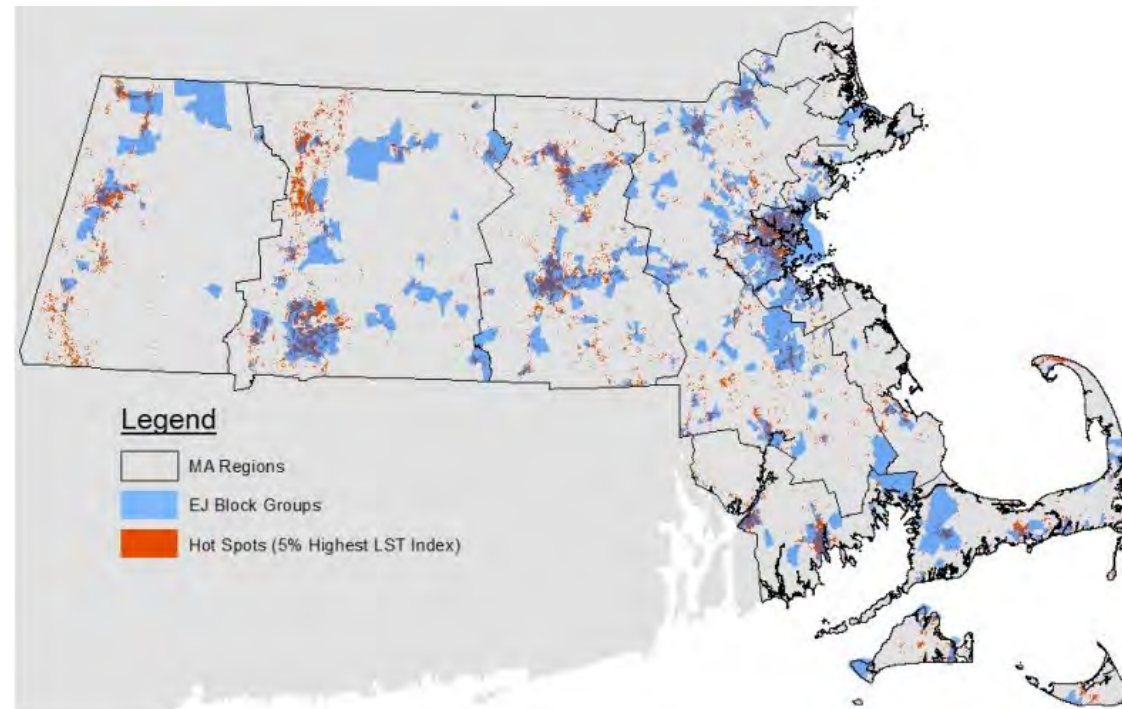 Legend
MA Regions
EJ Block Groups
Hot Spots (5% Highest LST Index)